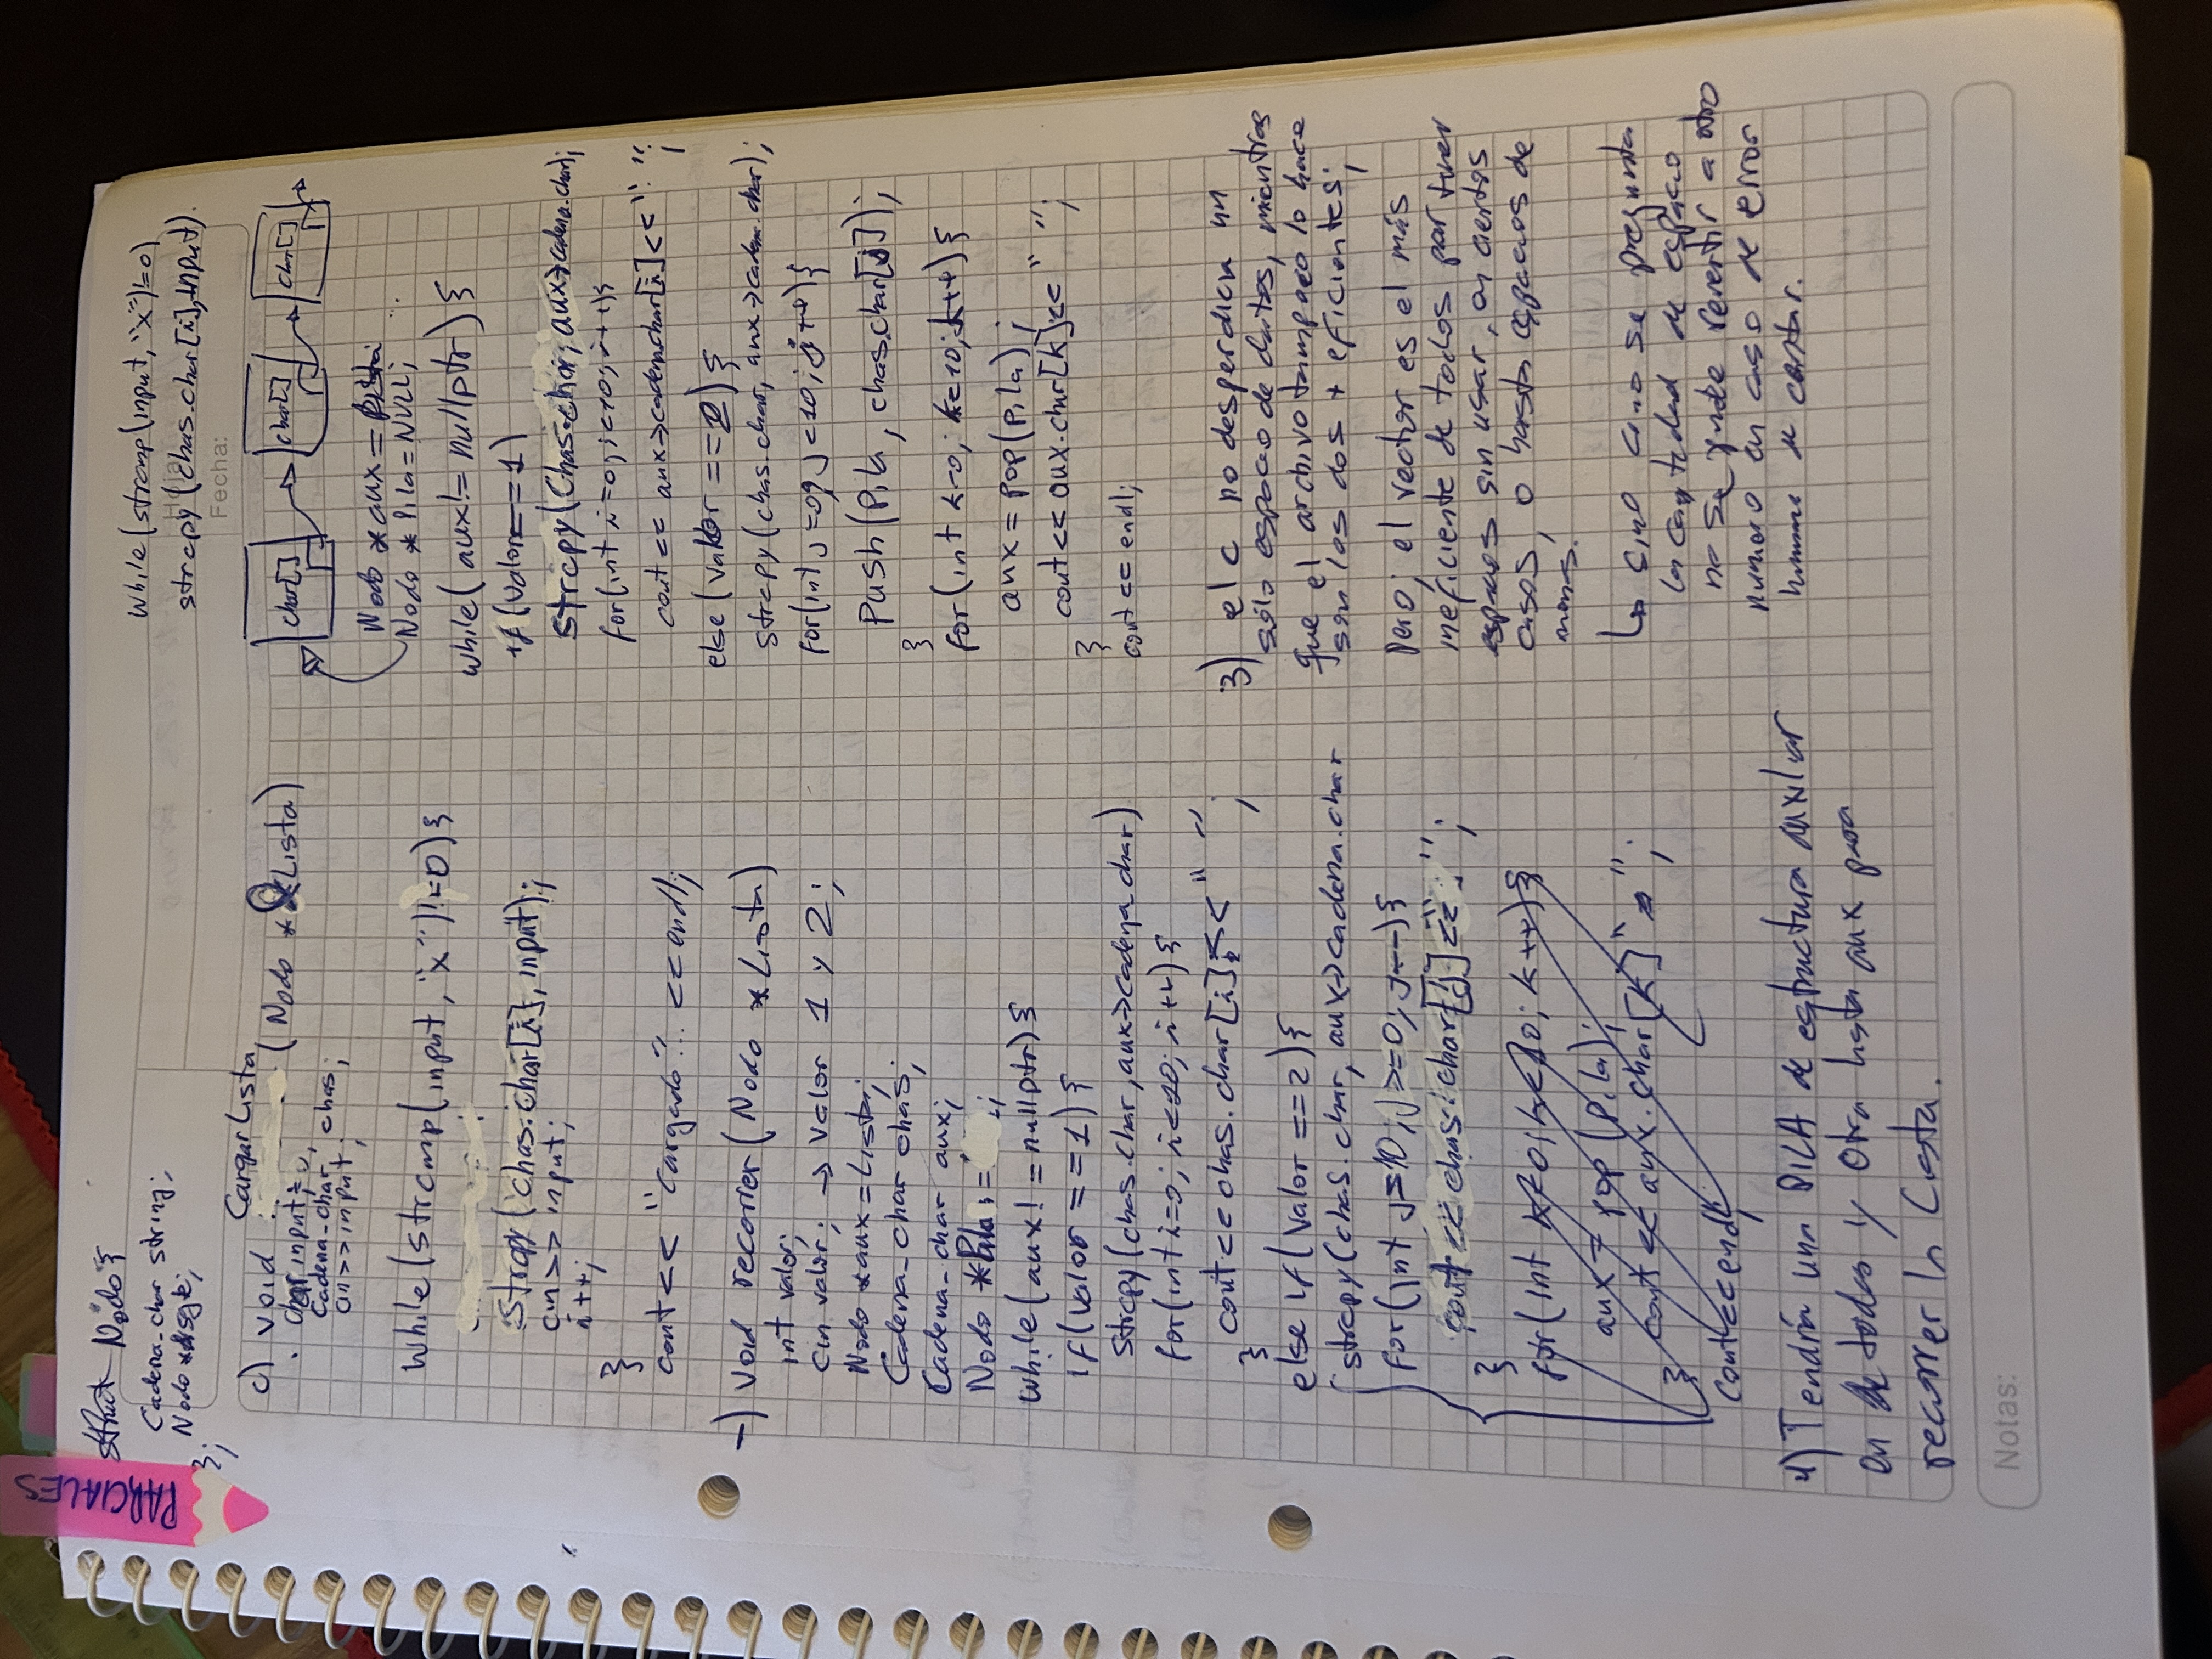 PARCIALES
struct Nodo {
Cadena_char string;
Nodo * sgte;
};
while(strcmp(input, "x")!=0)
strcpy(chas.char[i], input).
Hoja:
Fecha:
c) void CargarLista (Nodo *& Lista)
char input;
Cadena_char chas;
cin>>input;
while(strcmp(input, "x")!=0){
strcpy(chas.char[i], input);
cin >> input;
i++;
}
cout<< "Cargado" <<endl;
-) void recorrer (Nodo *Lista)
int valor;
cin valor; → Valor 1 y 2;
Nodo *aux = Lista;
Cadena_char chas;
Cadena_char aux;
Nodo *Pila =
while(aux! = nullptr){
if(valor == 1){
strcpy(chas.char, aux->cadena_char)
for(int i=0; i<10; i++){
cout<< chas.char[i]<<" ";
}
else if(Valor == 2){
strcpy(chas.char, aux->cadena.char
for(int j=10; j>=0; j--){
cout << chas.char[j]<<" ";
}
for(int k=0; k<10; k++){
aux = pop(Pila);
cout<< aux.char[k]" ";
}
cout<<endl;
4) Tendría una PILA de estructura auxiliar
en todas y otra lista aux para
recorrer la Lista.
char[] char[] char[]
Nodo *aux = Lista
Nodo * Pila=NULL;
while(aux!= nullptr){
if(Valor==1)
strcpy(Chas.char, aux->cadena.char);
for(int i=0; i<10; i++){
cout<< aux->cadena.char[i]<<" ";
else(valor ==2){
strcpy(chas.char, aux->cadena.char);
for(int j=0; j<10; j++){
Push(Pila, chas.char[j]);
}
for(int k=0; k<10; k++){
aux = pop(pila);
cout<< aux.char[k]<< " ";
}
cout<< endl;
3) el c no desperdicia un
sólo espacio de datos, mientras
que el archivo tampoco lo hace
son los dos + eficientes;
Pero, el vector es el más
ineficiente de todos por tener
espacios sin usar, en ciertos
casos, o hasta espacios de
menos.
↳ sino como se pregunta
la cantidad de espacio
no se puede revertir a otro
numero en caso de error
humano de contar.
Notas: